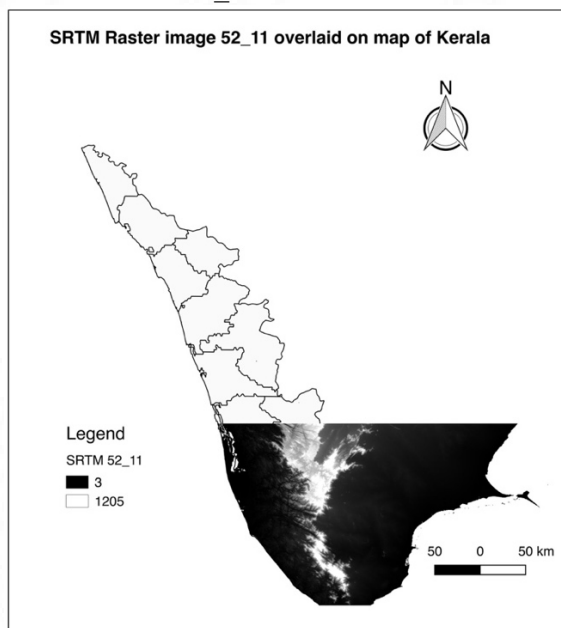 SRTM Raster image 52_11 overlaid on map of Kerala
N
Legend
SRTM 52_11
3
1205
50 0 50 km